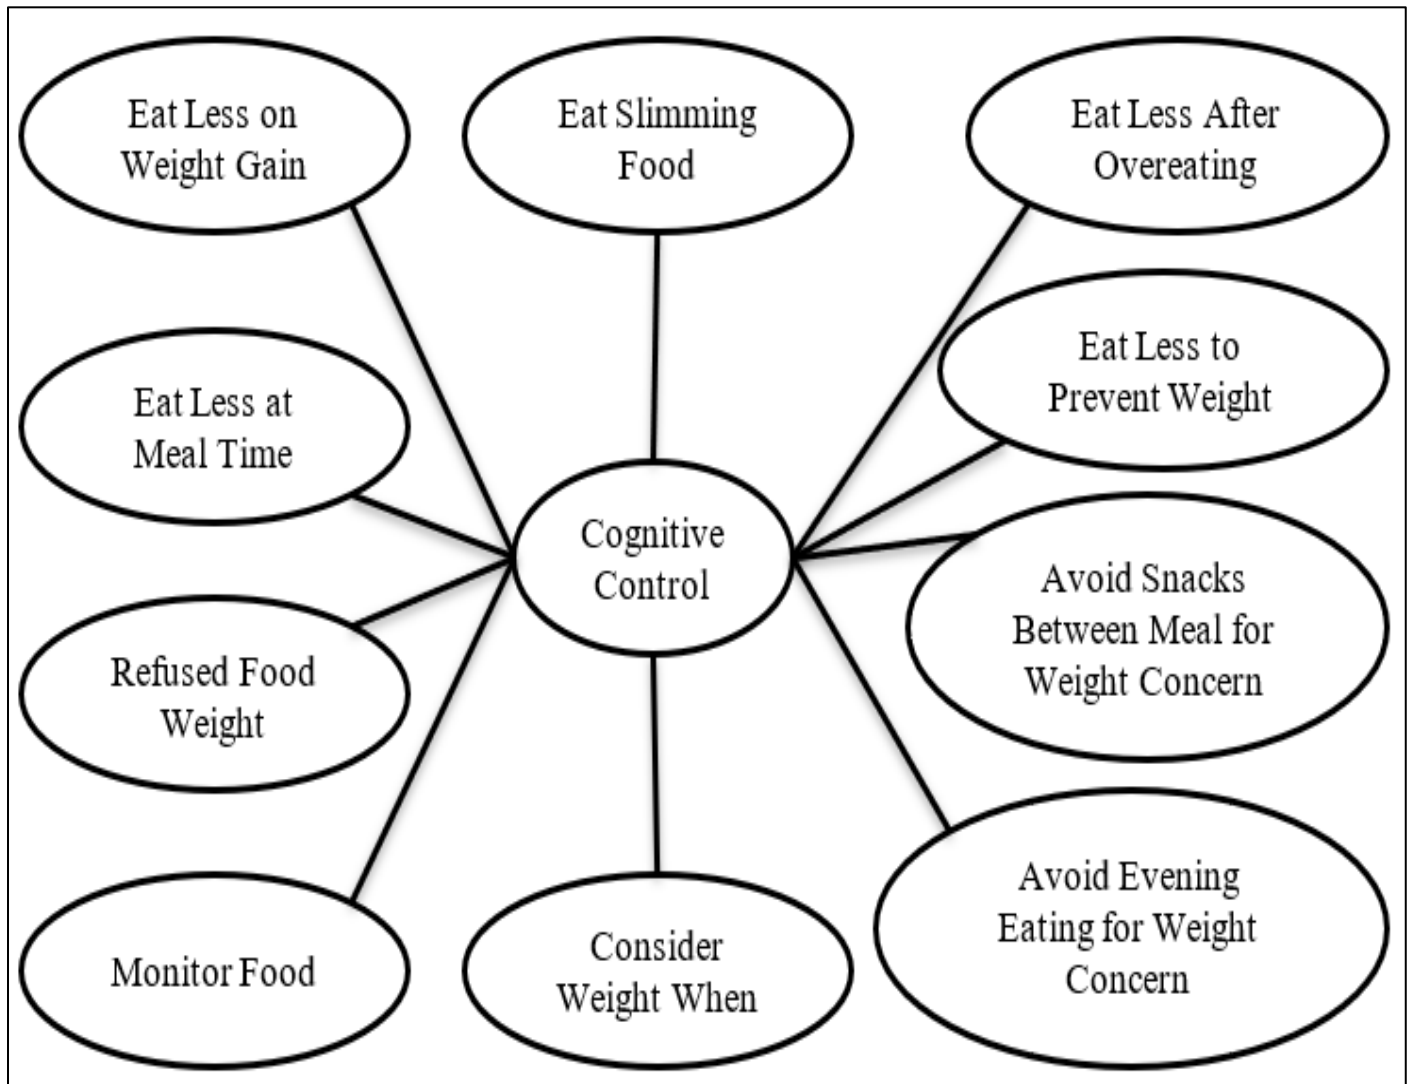 Eat Less on
Weight Gain
Eat Slimming
Food
Eat Less After
Overeating
Eat Less to
Prevent Weight
Eat Less at
Meal Time
Cognitive
Control
Avoid Snacks
Between Meal for
Weight Concern
Refused Food
Weight
Avoid Evening
Eating for Weight
Concern
Monitor Food
Consider
Weight When